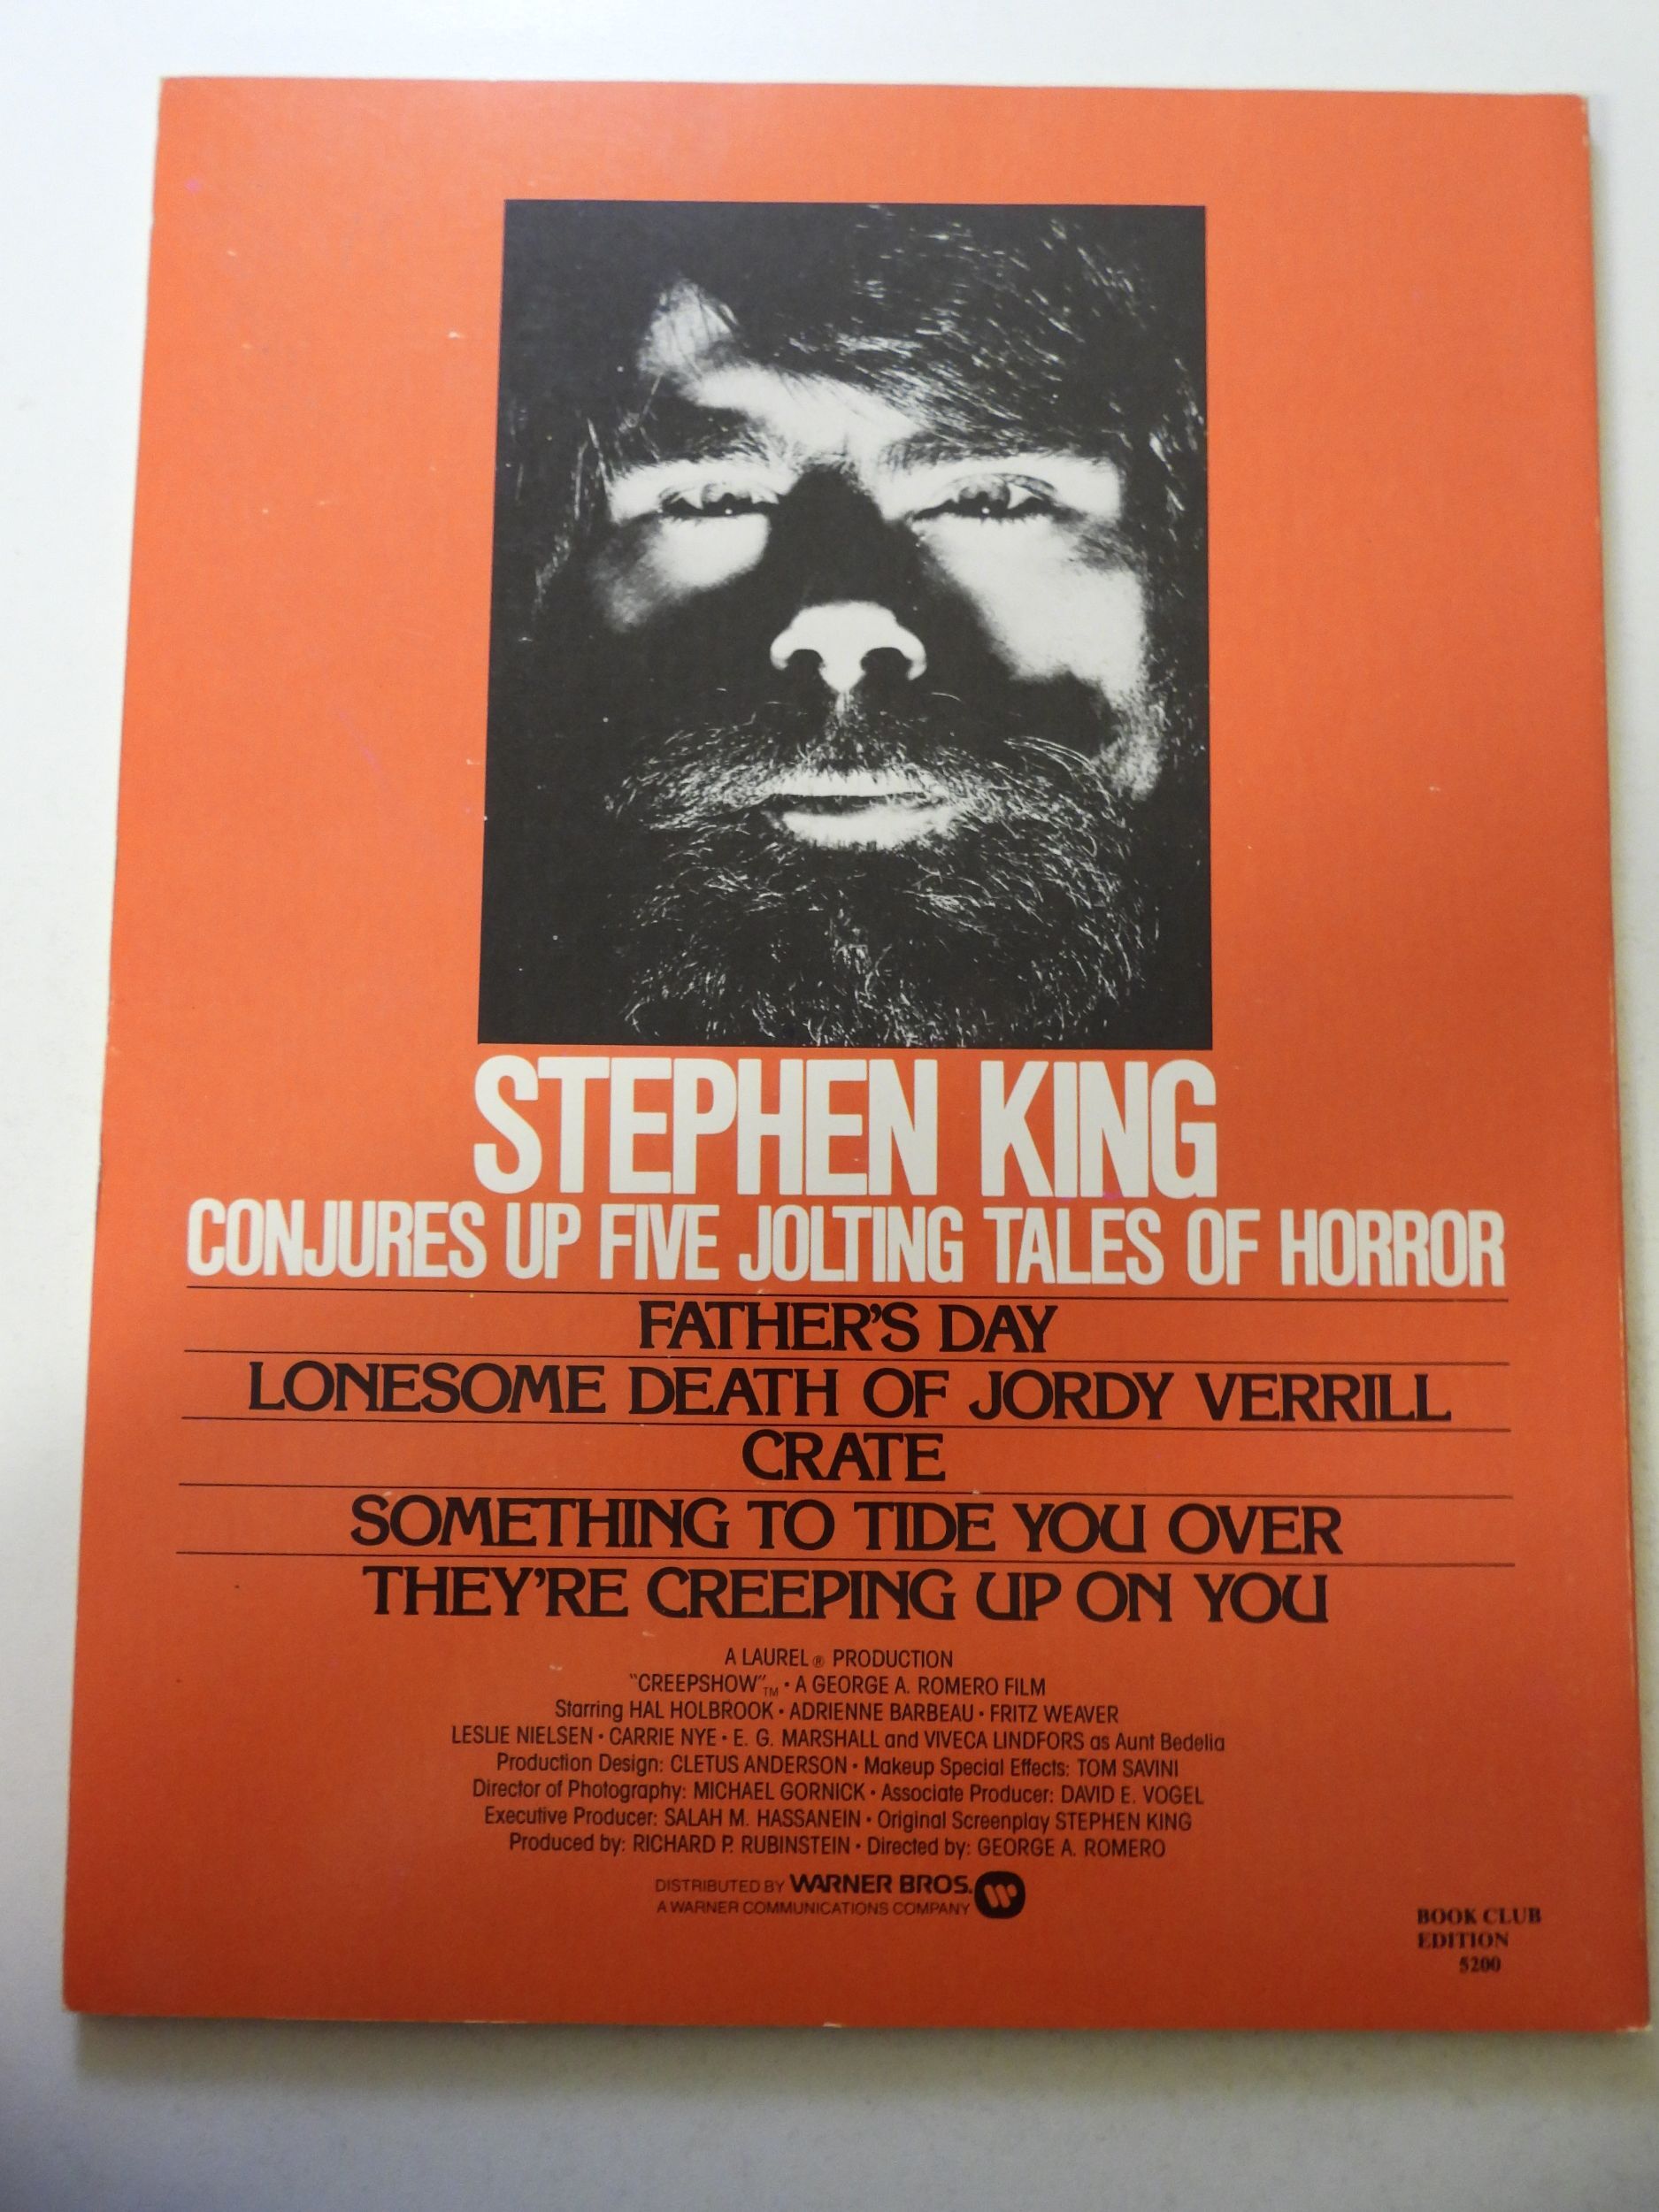 STEPHEN KING
CONJURES UP FIVE JOLTING TALES OF HORROR
FATHER'S DAY
LONESOME DEATH OF JORDY VERRILL
CRATE
SOMETHING TO TIDE YOU OVER
THEY'RE CREEPING UP ON YOU
A LAUREL® PRODUCTION
"CREEPSHOW"™ • A GEORGE A. ROMERO FILM
Starring HAL HOLBROOK • ADRIENNE BARBEAU • FRITZ WEAVER
LESLIE NIELSEN • CARRIE NYE • E. G. MARSHALL and VIVECA LINDFORS as Aunt Bedelia
Production Design: CLETUS ANDERSON • Makeup Special Effects: TOM SAVINI
Director of Photography: MICHAEL GORNICK • Associate Producer: DAVID E. VOGEL
Executive Producer: SALAH M. HASSANEIN • Original Screenplay STEPHEN KING
Produced by: RICHARD P. RUBINSTEIN • Directed by: GEORGE A. ROMERO
DISTRIBUTED BY WARNER BROS.
A WARNER COMMUNICATIONS COMPANY
BOOK CLUB
EDITION
5200